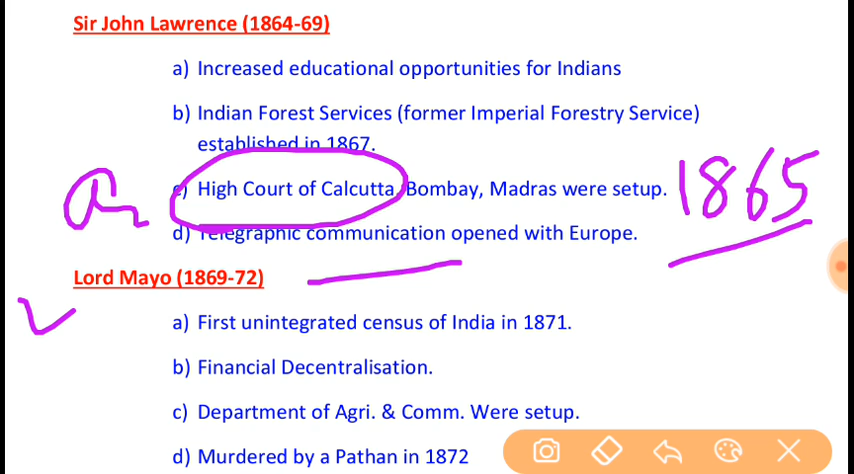 Sir John Lawrence (1864-69)
a) Increased educational opportunities for Indians
b) Indian Forest Services (former Imperial Forestry Service)
established in 1867.
c) High Court of Calcutta, Bombay, Madras were setup.
1865
d) Telegraphic communication opened with Europe.
Lord Mayo (1869-72)
a) First unintegrated census of India in 1871.
b) Financial Decentralisation.
c) Department of Agri. & Comm. Were setup.
d) Murdered by a Pathan in 1872